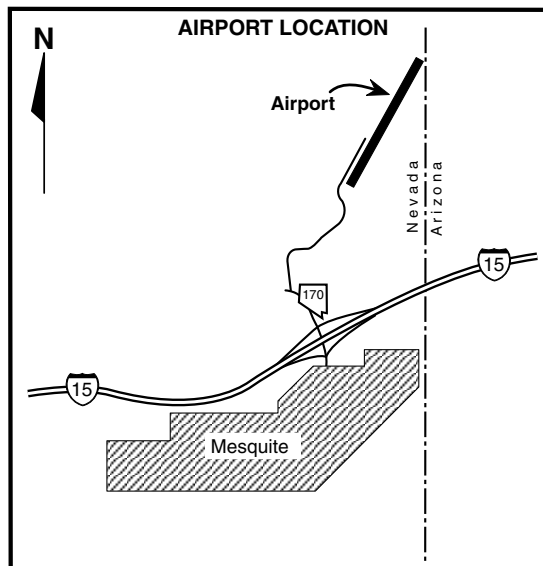 AIRPORT LOCATION
N
Airport
Nevada
Arizona
15
170
15
Mesquite